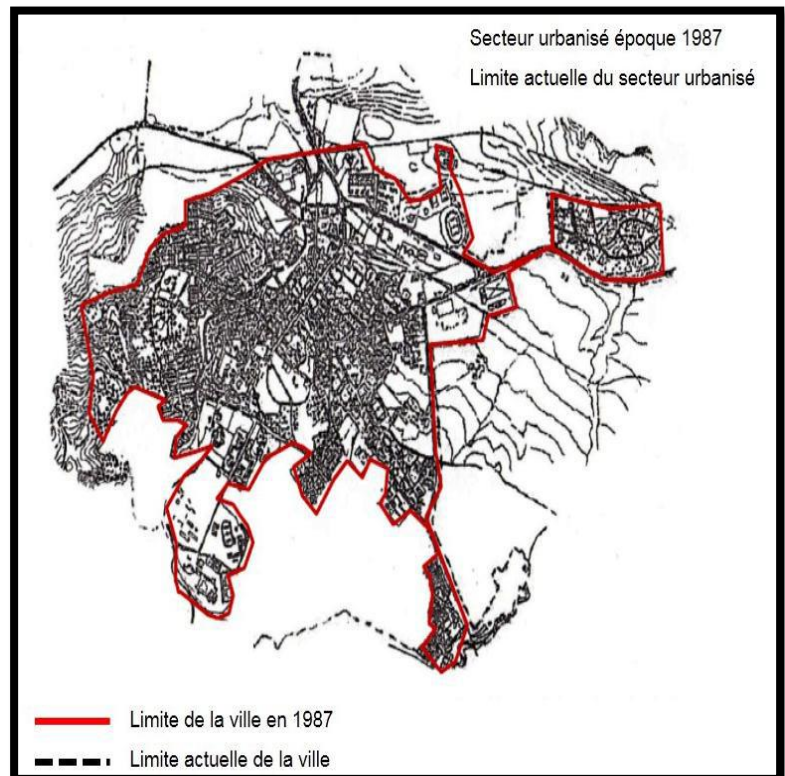 Secteur urbanisé époque 1987
Limite actuelle du secteur urbanisé
Limite de la ville en 1987
Limite actuelle de la ville